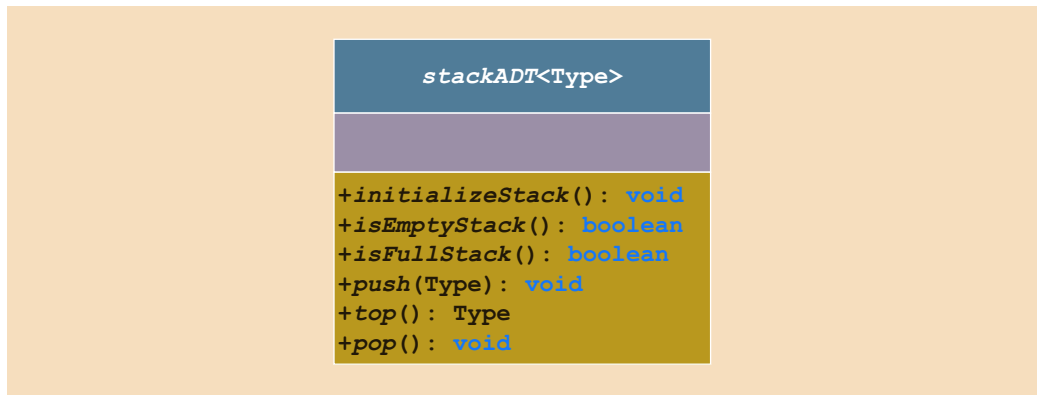 stackADT<Type>
+initializeStack(): void
+isEmptyStack(): boolean
+isFullStack(): boolean
+push(Type): void
+top(): Type
+pop(): void